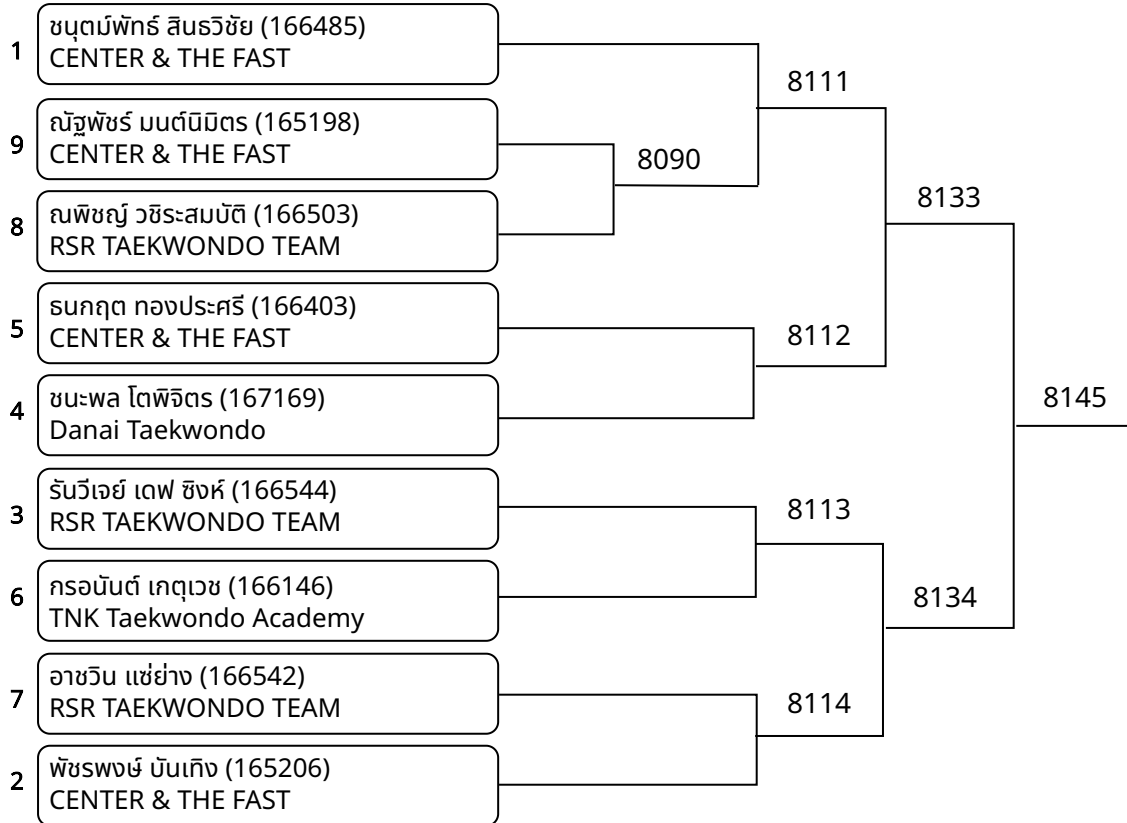 1
ชนุตม์พัทธ์ สินธวิชัย (166485)
CENTER & THE FAST
9
ณัฐพัชร์ มนต์นิมิตร (165198)
CENTER & THE FAST
8
ณพิชญ์ วชิระสมบัติ (166503)
RSR TAEKWONDO TEAM
5
ธนกฤต ทองประศรี (166403)
CENTER & THE FAST
4
ชนะพล โตพิจิตร (167169)
Danai Taekwondo
3
รันวีเจย์ เดฟ ซิงห์ (166544)
RSR TAEKWONDO TEAM
6
กรอนันต์ เกตุเวช (166146)
TNK Taekwondo Academy
7
อาชวิน แซ่ย่าง (166542)
RSR TAEKWONDO TEAM
2
พัชรพงษ์ บันเทิง (165206)
CENTER & THE FAST
8090
8111
8112
8113
8114
8133
8134
8145